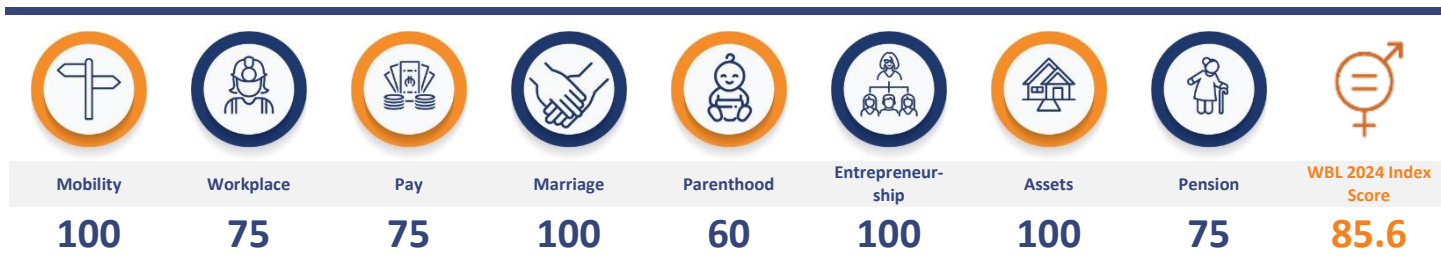 Mobility
Workplace
Pay
Marriage
Parenthood
Entrepreneur-
ship
Assets
Pension
WBL 2024 Index
Score
100
75
75
100
60
100
100
75
85.6